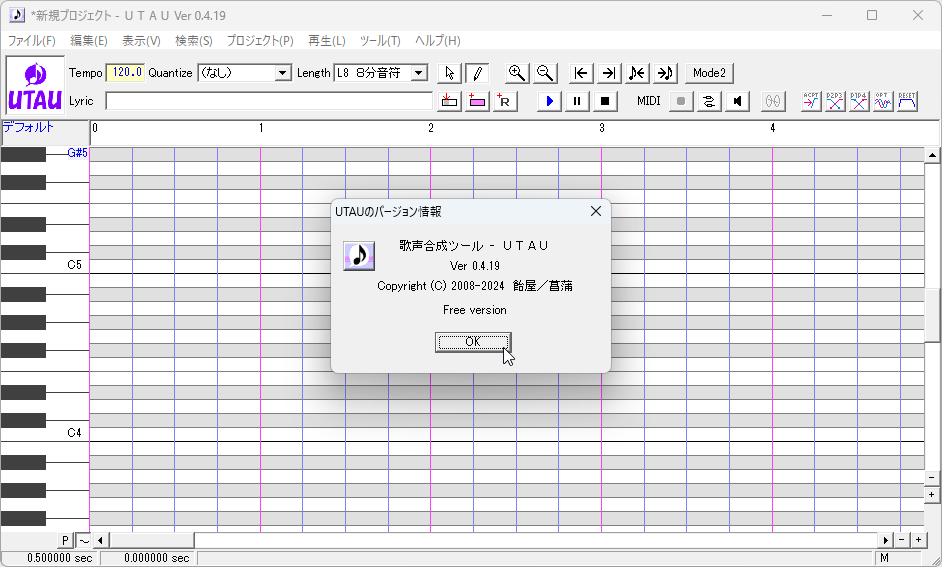 *新規プロジェクト - ＵＴＡＵ Ver 0.4.19
ファイル(F) 編集(E) 表示(V) 検索(S) プロジェクト(P) 再生(L) ツール(T) ヘルプ(H)
UTAU
Tempo 120.0 Quantize (なし) Length L8 8分音符 Mode2
Lyric R MIDI ACPT P2P3 P1P4 OPT RESET
デフォルト 0 1 2 3 4
G#5
UTAUのバージョン情報
歌声合成ツール - ＵＴＡＵ
Ver 0.4.19
Copyright (C) 2008-2024 飴屋／菖蒲
Free version
OK
C5
C4
P
0.500000 sec 0.000000 sec M